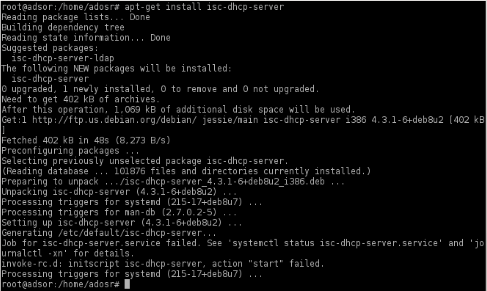 root@adsor:/home/adosr# apt-get install isc-dhcp-server
Reading package lists... Done
Building dependency tree
Reading state information... Done
Suggested packages:
  isc-dhcp-server-ldap
The following NEW packages will be installed:
  isc-dhcp-server
0 upgraded, 1 newly installed, 0 to remove and 0 not upgraded.
Need to get 402 kB of archives.
After this operation, 1.069 kB of additional disk space will be used.
Get:1 http://ftp.us.debian.org/debian/ jessie/main isc-dhcp-server i386 4.3.1-6+deb8u2 [402 kB
]
Fetched 402 kB in 48s (8.273 B/s)
Preconfiguring packages ...
Selecting previously unselected package isc-dhcp-server.
(Reading database ... 101876 files and directories currently installed.)
Preparing to unpack .../isc-dhcp-server_4.3.1-6+deb8u2_i386.deb ...
Unpacking isc-dhcp-server (4.3.1-6+deb8u2) ...
Processing triggers for systemd (215-17+deb8u7) ...
Processing triggers for man-db (2.7.0.2-5) ...
Setting up isc-dhcp-server (4.3.1-6+deb8u2) ...
Generating /etc/default/isc-dhcp-server...
Job for isc-dhcp-server.service failed. See 'systemctl status isc-dhcp-server.service' and 'jo
urnalctl -xn' for details.
invoke-rc.d: initscript isc-dhcp-server, action "start" failed.
Processing triggers for systemd (215-17+deb8u7) ...
root@adsor:/home/adosr#